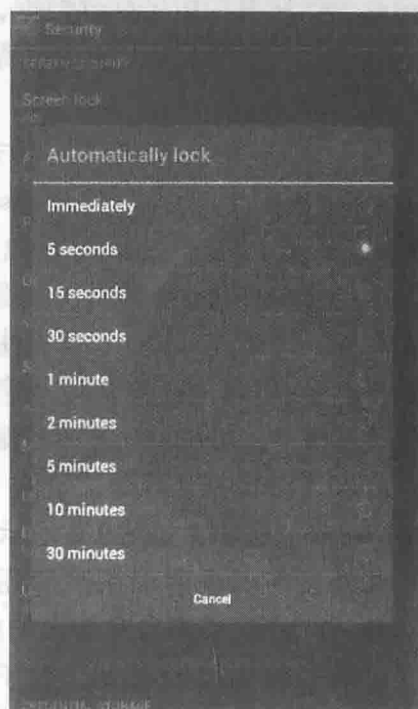 Security
Screen lock
Automatically lock
Immediately
5 seconds
15 seconds
30 seconds
1 minute
2 minutes
5 minutes
10 minutes
30 minutes
Cancel